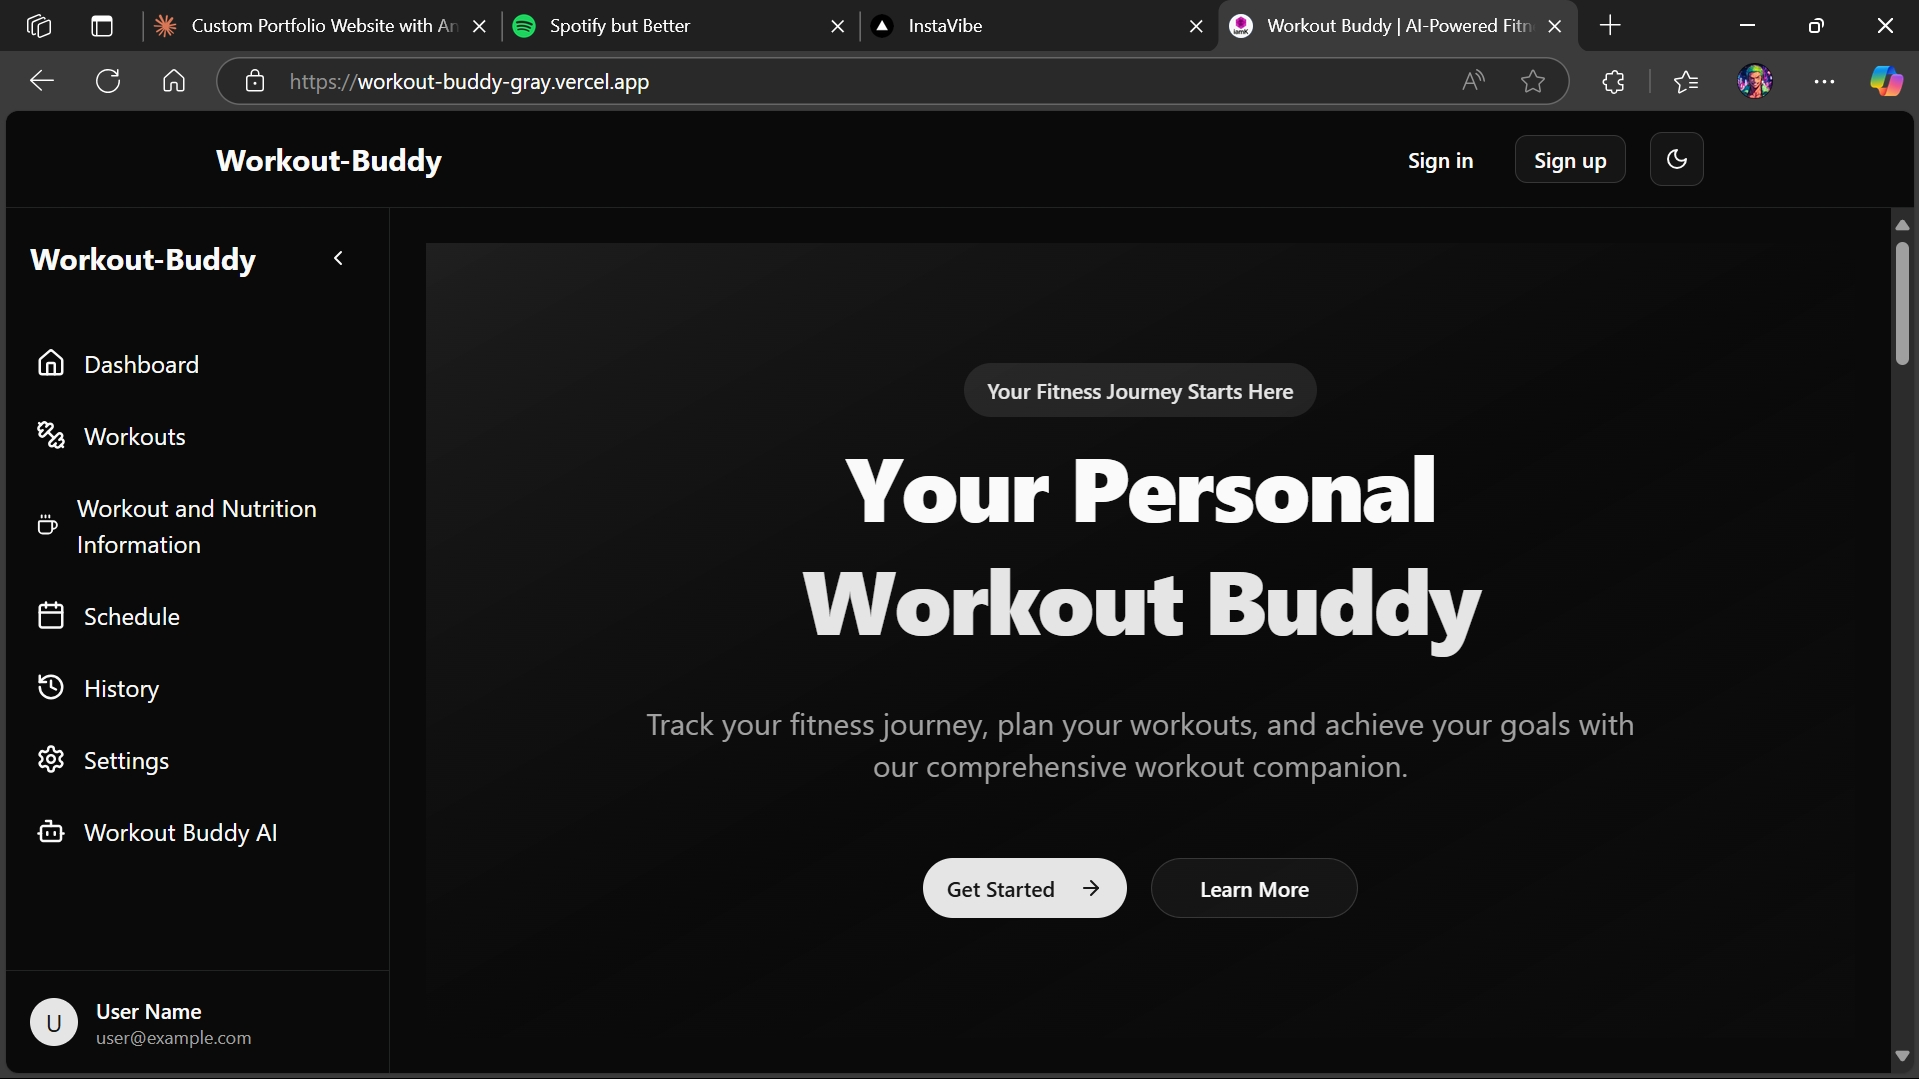 Custom Portfolio Website with An
Spotify but Better
InstaVibe
Workout Buddy | AI-Powered Fitn
https://workout-buddy-gray.vercel.app
Workout-Buddy
Sign in
Sign up
Workout-Buddy
Dashboard
Workouts
Workout and Nutrition
Information
Schedule
History
Settings
Workout Buddy AI
U
User Name
user@example.com
Your Fitness Journey Starts Here
Your Personal
Workout Buddy
Track your fitness journey, plan your workouts, and achieve your goals with
our comprehensive workout companion.
Get Started
Learn More